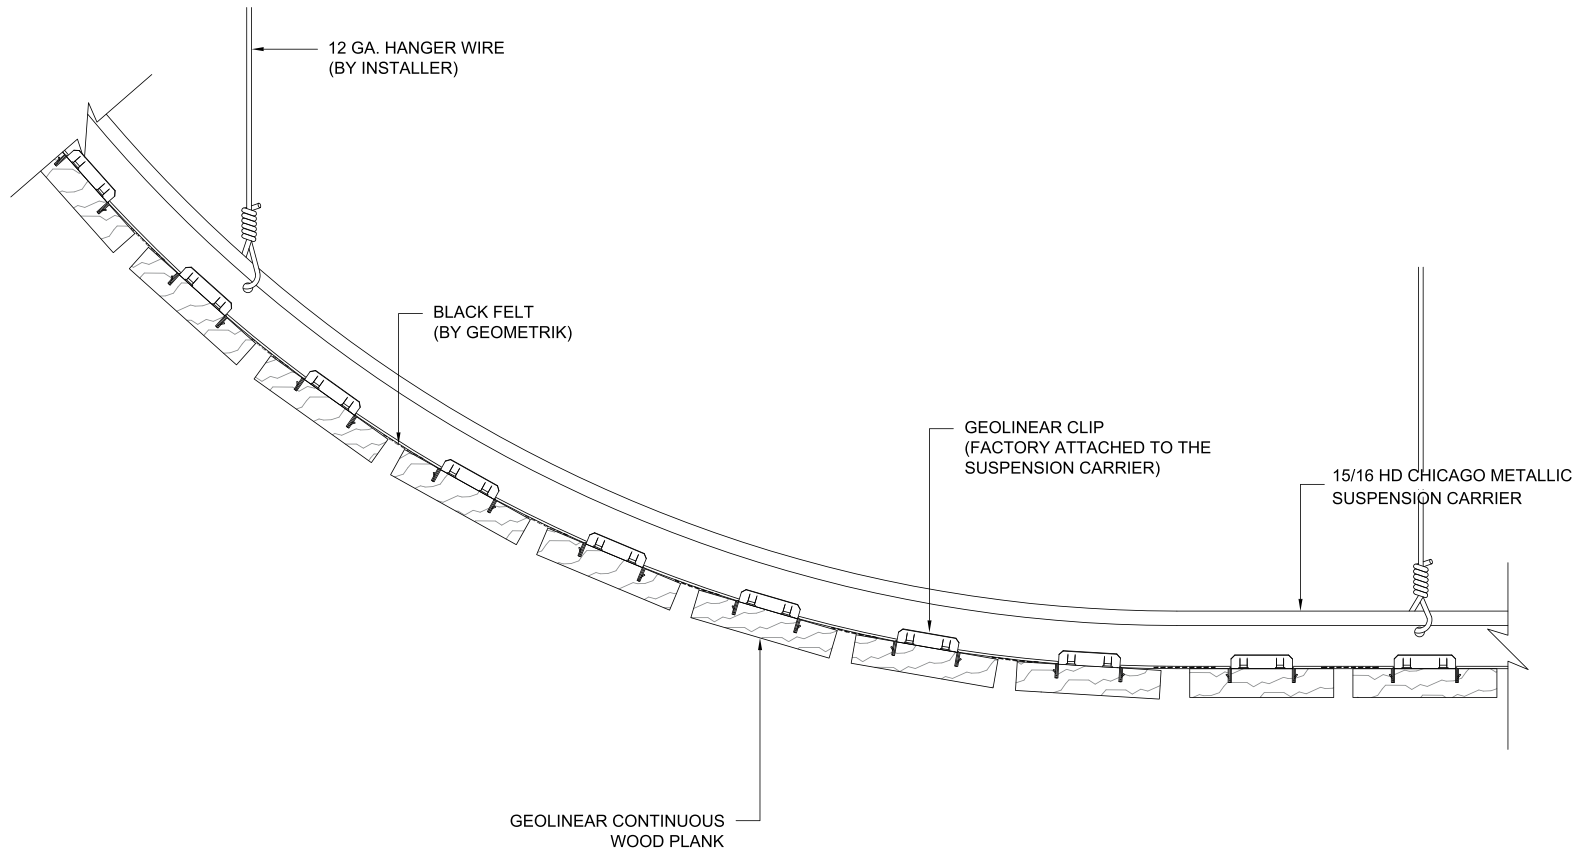 12 GA. HANGER WIRE
(BY INSTALLER)
BLACK FELT
(BY GEOMETRIK)
GEOLINEAR CLIP
(FACTORY ATTACHED TO THE
SUSPENSION CARRIER)
15/16 HD CHICAGO METALLIC
SUSPENSION CARRIER
GEOLINEAR CONTINUOUS
WOOD PLANK